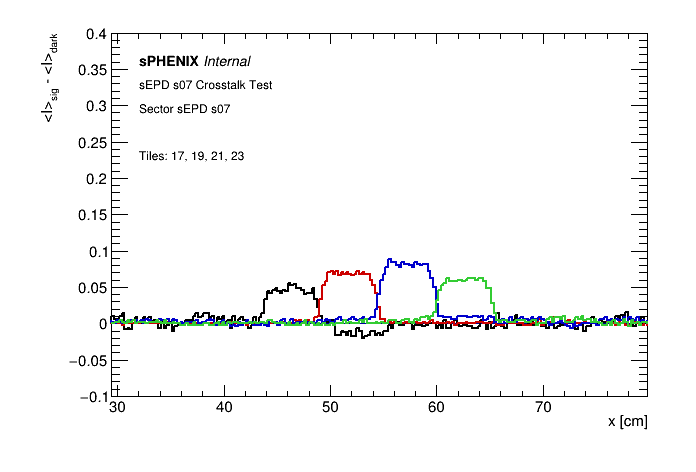 <I>sig - <I>dark
0.4
0.35
0.3
0.25
0.2
0.15
0.1
0.05
0
−0.05
−0.1
sPHENIX Internal
sEPD s07 Crosstalk Test
Sector sEPD s07
Tiles: 17, 19, 21, 23
30 40 50 60 70
x [cm]